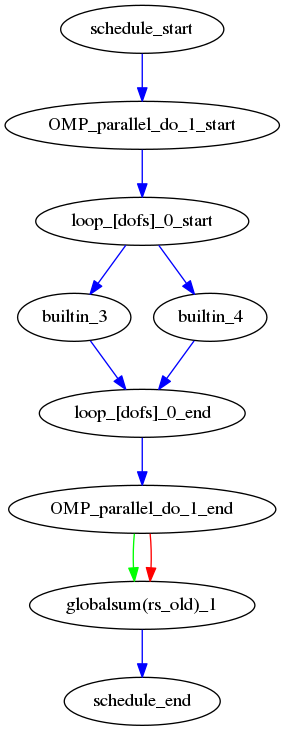 schedule_start
OMP_parallel_do_1_start
loop_[dofs]_0_start
builtin_3
builtin_4
loop_[dofs]_0_end
OMP_parallel_do_1_end
globalsum(rs_old)_1
schedule_end